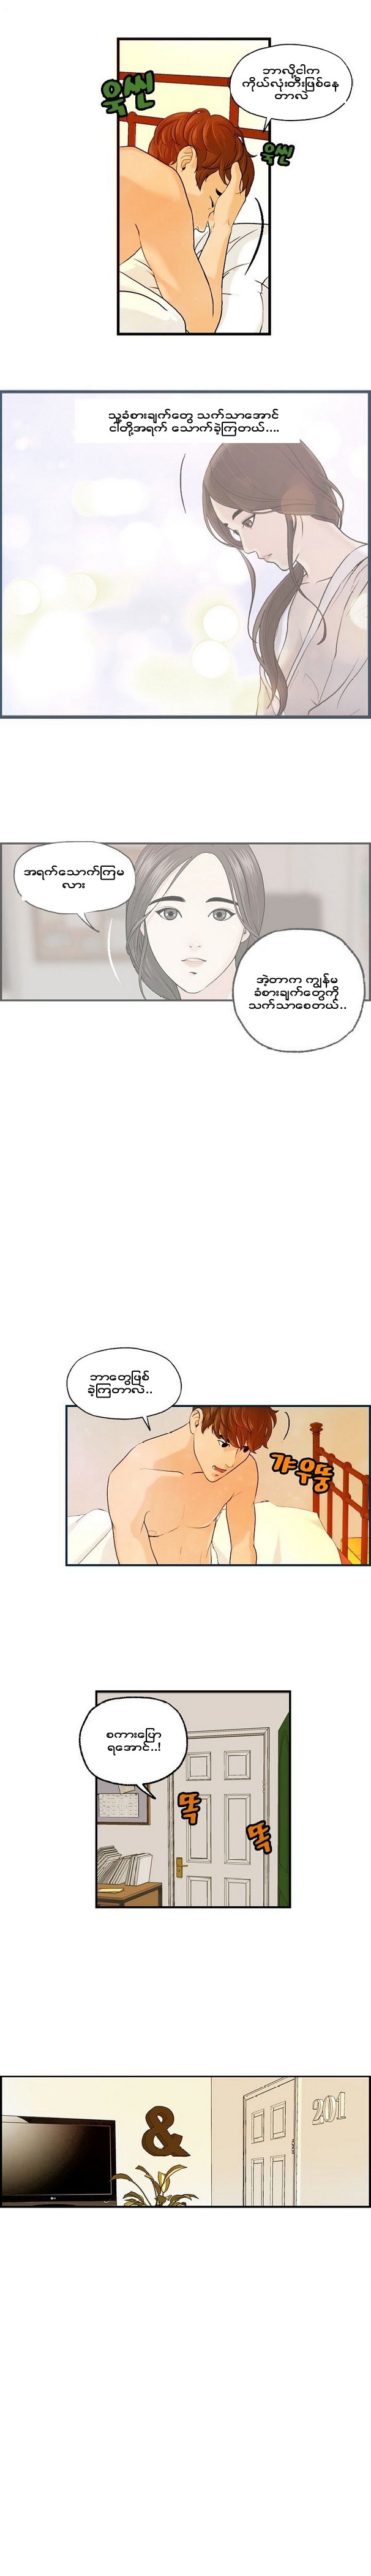 ဘာလို့ငါက
ကိုယ်လုံးတီးဖြစ်နေ
တာလဲ
욱씬
욱씬
သူ့ခံစားချက်တွေ သက်သာအောင်
ငါတို့အရက် သောက်ခဲ့ကြတယ်....
အရက်သောက်ကြမ
လား
အဲ့တာက ကျွန်မ
ခံစားချက်တွေကို
သက်သာစေတယ်..
ဘာတွေဖြစ်
ခဲ့ကြတာလဲ..
갸우뚱
စကားပြော
ရအောင်..!
똑
똑
&
201
LG